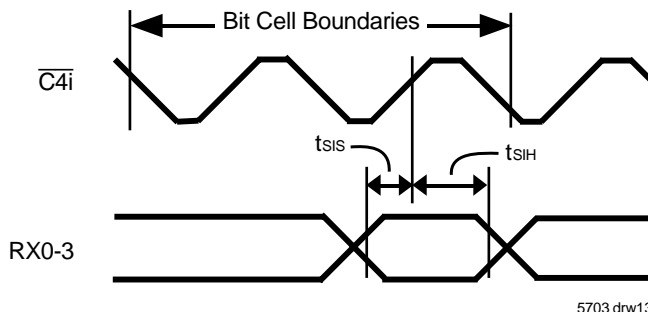 Bit Cell Boundaries
C4i
tSIS
tSIH
RX0-3
5703 drw13